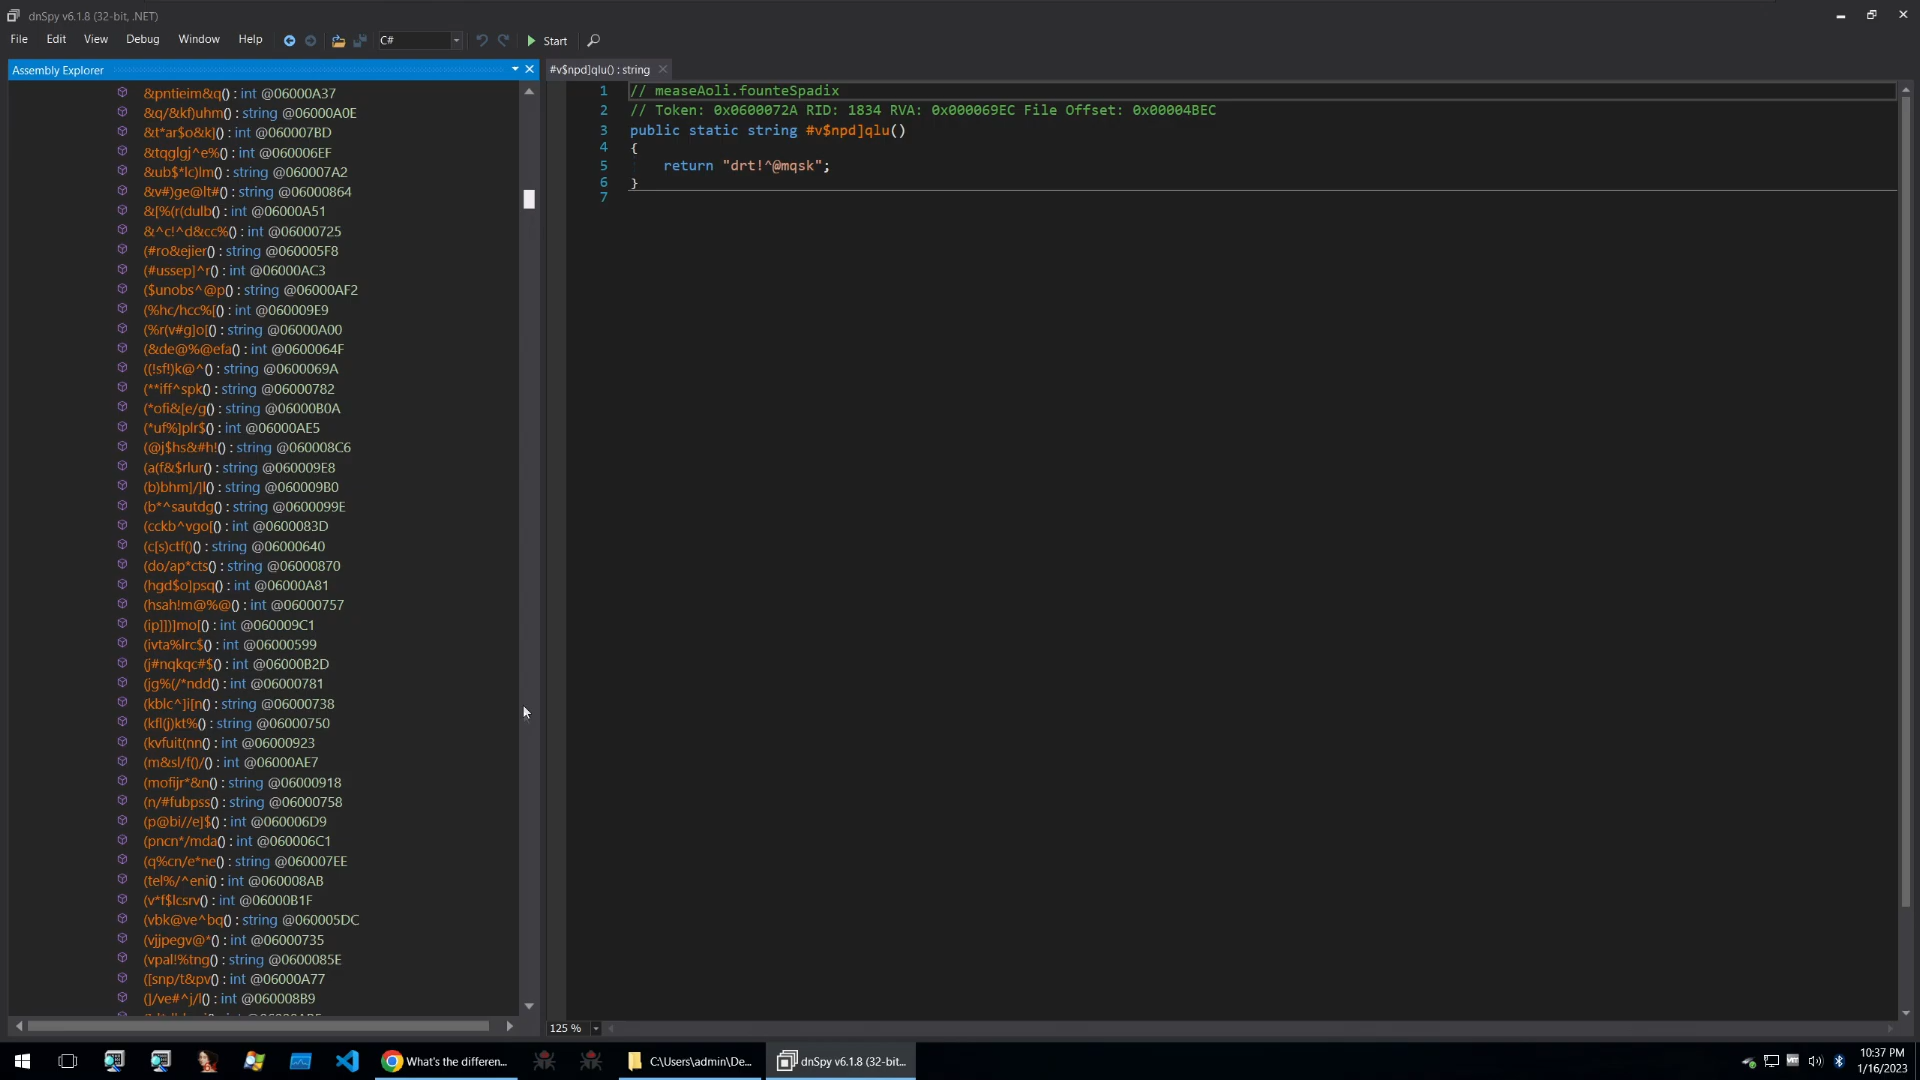 dnSpy v6.1.8 (32-bit, .NET)
File Edit View Debug Window Help C# Start
Assembly Explorer
&pntieim&q() : int @06000A37
&q/&kf)uhm() : string @06000A0E
&t*ar$o&k]() : int @060007BD
&tqglgj^e%() : int @060006EF
&ub$*lc)lm() : string @060007A2
&v#)ge@lt#() : string @06000864
&[%(r(dulb() : int @06000A51
&^c!^d&cc%() : int @06000725
(#ro&ejier() : string @060005F8
(#ussep]^r() : int @06000AC3
($unobs^@p() : string @06000AF2
(%hc/hcc%[() : int @060009E9
(%r(v#g]o[() : string @06000A00
(&de@%@efa() : int @0600064F
((!sf!)k@^() : string @0600069A
(**iff^spk() : string @06000782
(*ofi&[e/g() : string @06000B0A
(*uf%]plr$() : int @06000AE5
(@j$hs&#h!() : string @060008C6
(a(f&$rlur() : string @060009E8
(b)bhm]/]l() : string @060009B0
(b*^sautdg() : string @0600099E
(cckb^vgo[() : int @0600083D
(c[s)ctf()() : string @06000640
(do/ap*cts() : string @06000870
(hgd$o]psq() : int @06000A81
(hsah!m@%@() : int @06000757
(ip]])]mo[() : int @060009C1
(ivta%lrc$() : int @06000599
(j#nqkqc#$() : int @06000B2D
(jg%(/*ndd() : int @06000781
(kblc^]i[n() : string @06000738
(kfl(j)kt%() : string @06000750
(kvfuit(nn() : int @06000923
(m&sl/f()/() : int @06000AE7
(mofijr*&n() : string @06000918
(n/#fubpss() : string @06000758
(p@bi//e]$() : int @060006D9
(pncn*/mda() : int @060006C1
(q%cn/e*ne() : string @060007EE
(tel%/^eni() : int @060008AB
(v*f$lcsrv() : int @06000B1F
(vbk@ve^bq() : string @060005DC
(vjjpegv@*() : int @06000735
(vpal!%tng() : string @0600085E
([snp/t&pv() : int @06000A77
(]/ve#^j/l() : int @060008B9
#v$npd]qlu() : string
1 // measeAoli.founteSpadix
2 // Token: 0x0600072A RID: 1834 RVA: 0x000069EC File Offset: 0x00004BEC
3 public static string #v$npd]qlu()
4 {
5 return "drt!^@mqsk";
6 }
7
125 %
What's the differen... C:\Users\admin\De... dnSpy v6.1.8 (32-bit...
10:37 PM
1/16/2023